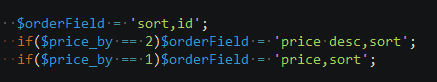 $orderField = 'sort,id';
if($price_by == 2)$orderField = 'price desc,sort';
if($price_by == 1)$orderField = 'price,sort';